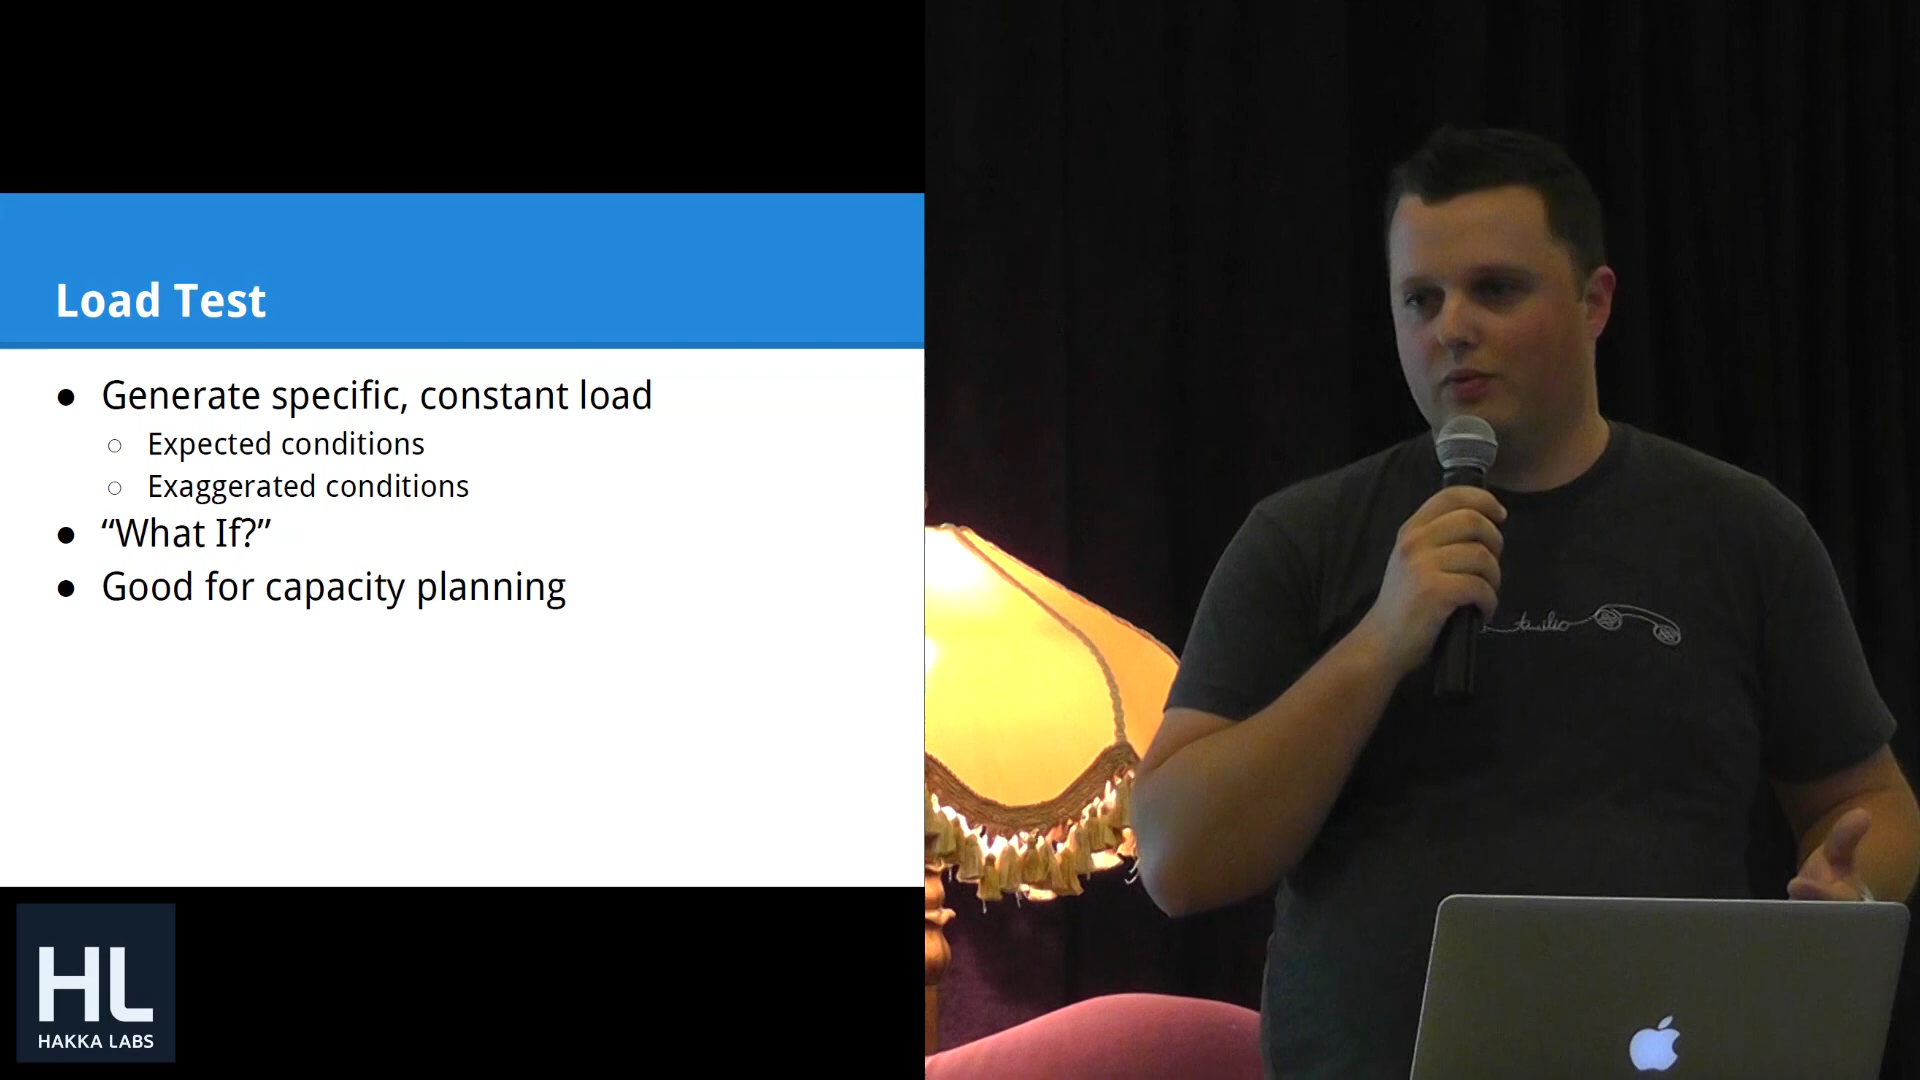 Load Test
● Generate specific, constant load
○ Expected conditions
○ Exaggerated conditions
● “What If?”
● Good for capacity planning
HL
HAKKA LABS
twilio